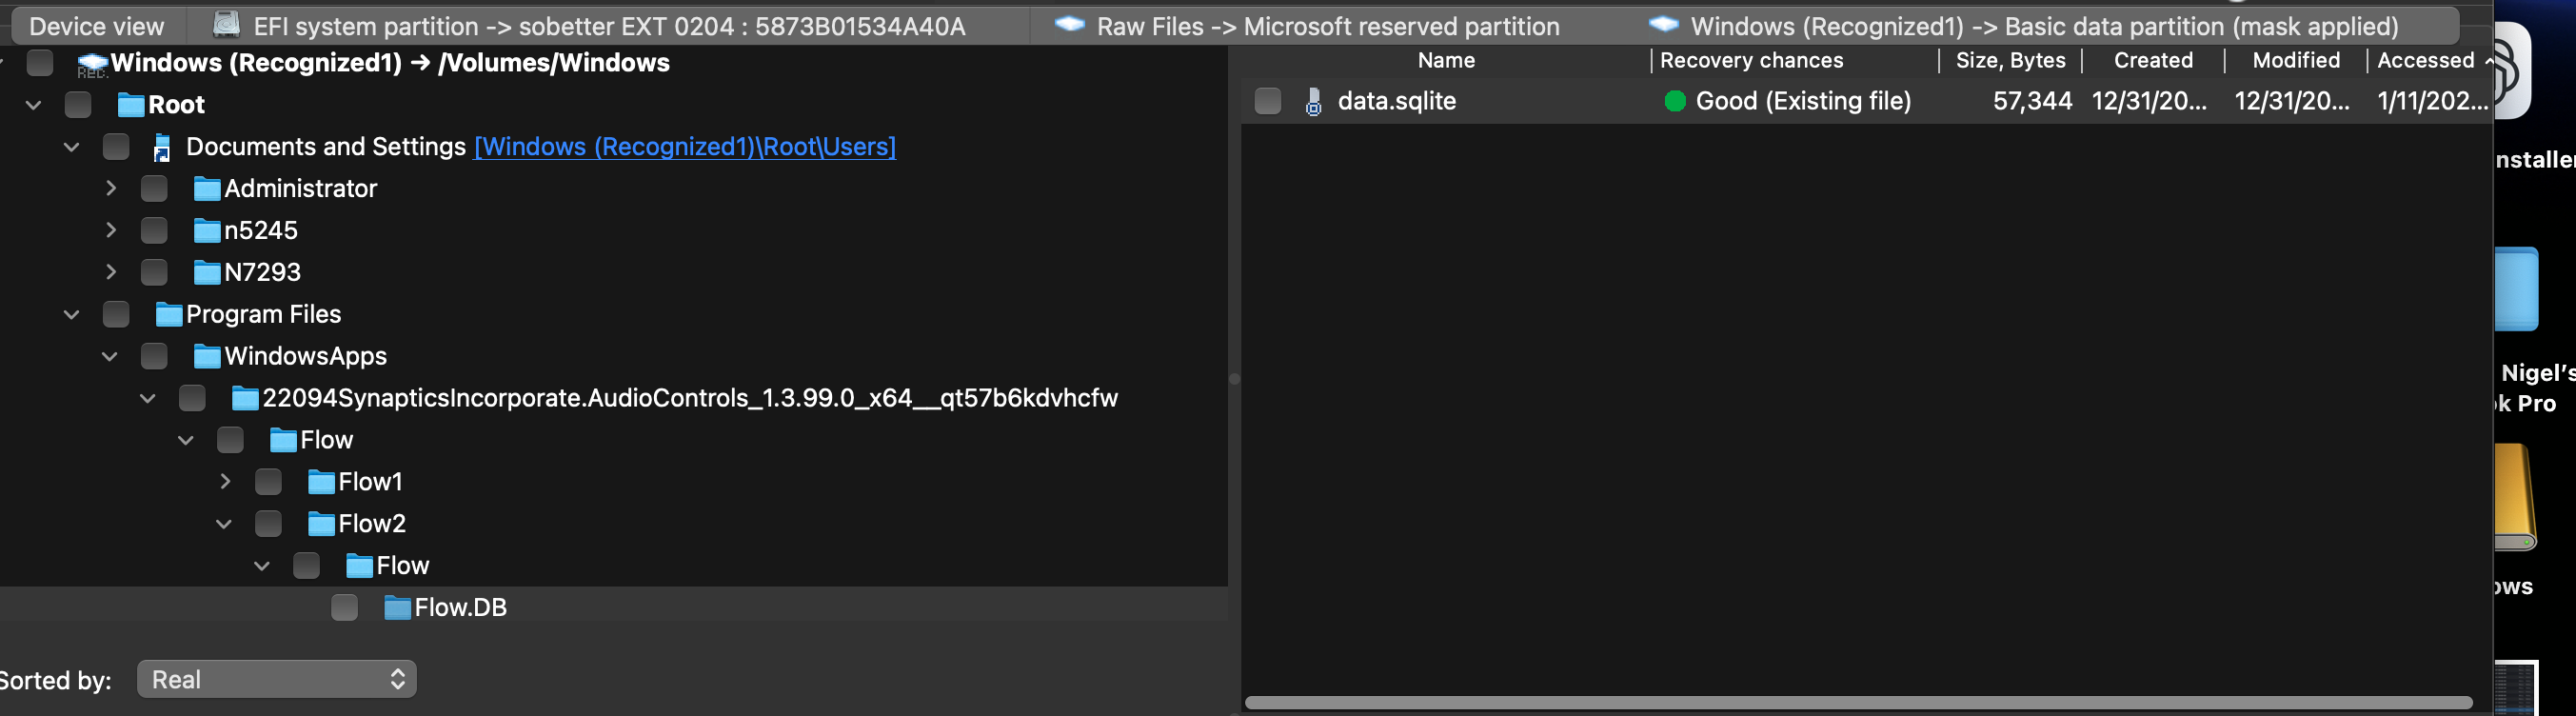 Device view
EFI system partition -> sobetter EXT 0204 : 5873B01534A40A
Raw Files -> Microsoft reserved partition
Windows (Recognized1) -> Basic data partition (mask applied)
REC.
Windows (Recognized1) → /Volumes/Windows
Root
Documents and Settings [Windows (Recognized1)\Root\Users]
Administrator
n5245
N7293
Program Files
WindowsApps
22094SynapticsIncorporate.AudioControls_1.3.99.0_x64__qt57b6kdvhcfw
Flow
Flow1
Flow2
Flow
Flow.DB
Sorted by: Real
Name Recovery chances Size, Bytes Created Modified Accessed
data.sqlite Good (Existing file) 57,344 12/31/20... 12/31/20... 1/11/202...
nstaller
Nigel's
ok Pro
ows